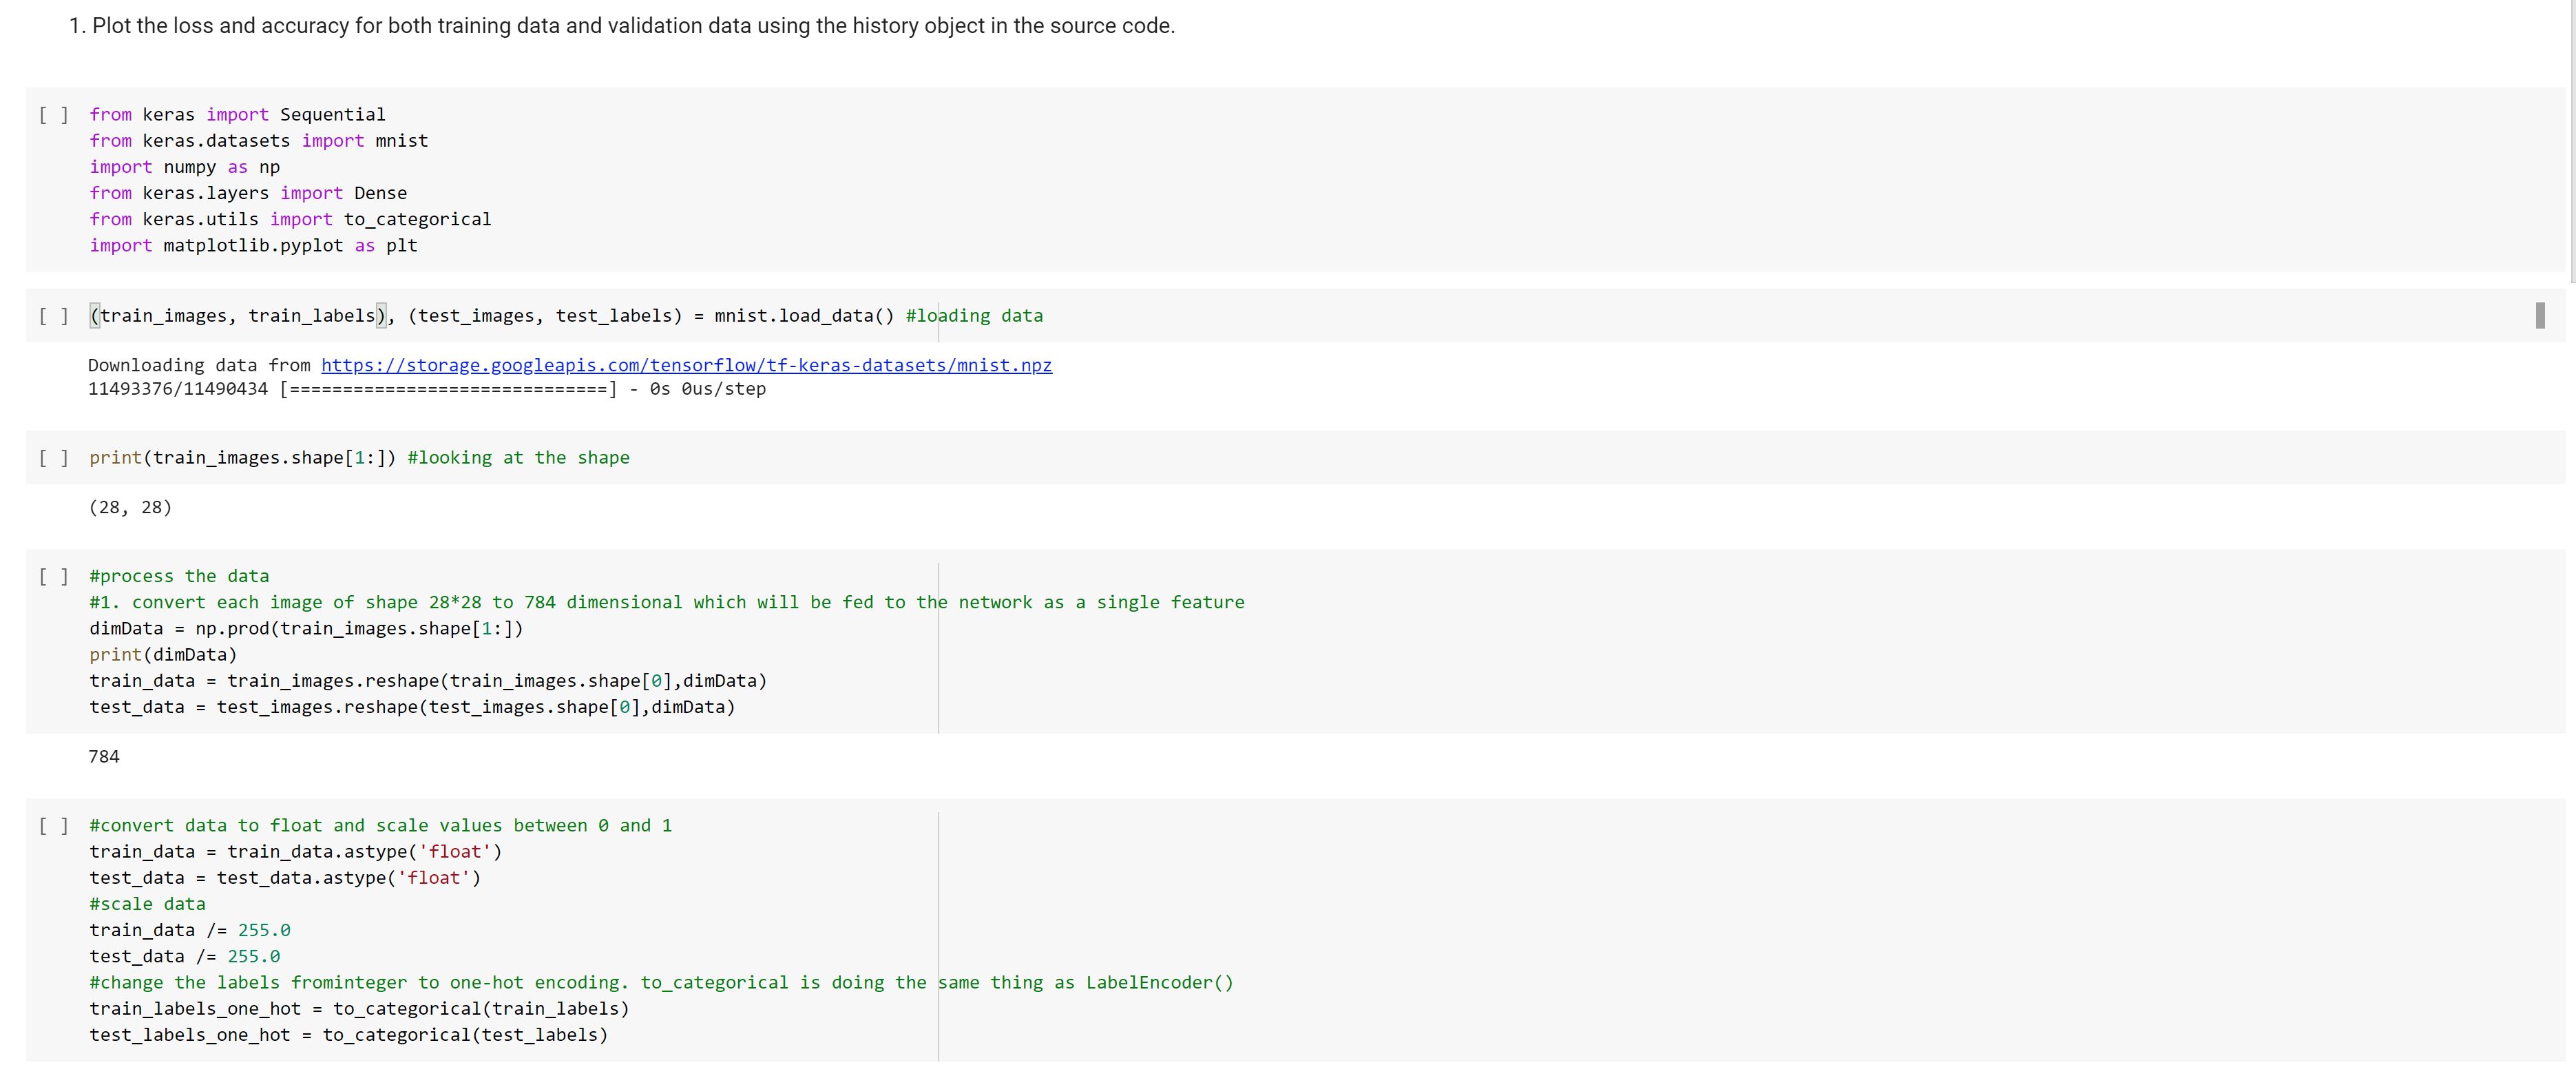 1. Plot the loss and accuracy for both training data and validation data using the history object in the source code.
[ ] from keras import Sequential
from keras.datasets import mnist
import numpy as np
from keras.layers import Dense
from keras.utils import to_categorical
import matplotlib.pyplot as plt
[ ] (train_images, train_labels), (test_images, test_labels) = mnist.load_data() #loading data
Downloading data from https://storage.googleapis.com/tensorflow/tf-keras-datasets/mnist.npz
11493376/11490434 [==============================] - 0s 0us/step
[ ] print(train_images.shape[1:]) #looking at the shape
(28, 28)
[ ] #process the data
#1. convert each image of shape 28*28 to 784 dimensional which will be fed to the network as a single feature
dimData = np.prod(train_images.shape[1:])
print(dimData)
train_data = train_images.reshape(train_images.shape[0],dimData)
test_data = test_images.reshape(test_images.shape[0],dimData)
784
[ ] #convert data to float and scale values between 0 and 1
train_data = train_data.astype('float')
test_data = test_data.astype('float')
#scale data
train_data /= 255.0
test_data /= 255.0
#change the labels frominteger to one-hot encoding. to_categorical is doing the same thing as LabelEncoder()
train_labels_one_hot = to_categorical(train_labels)
test_labels_one_hot = to_categorical(test_labels)